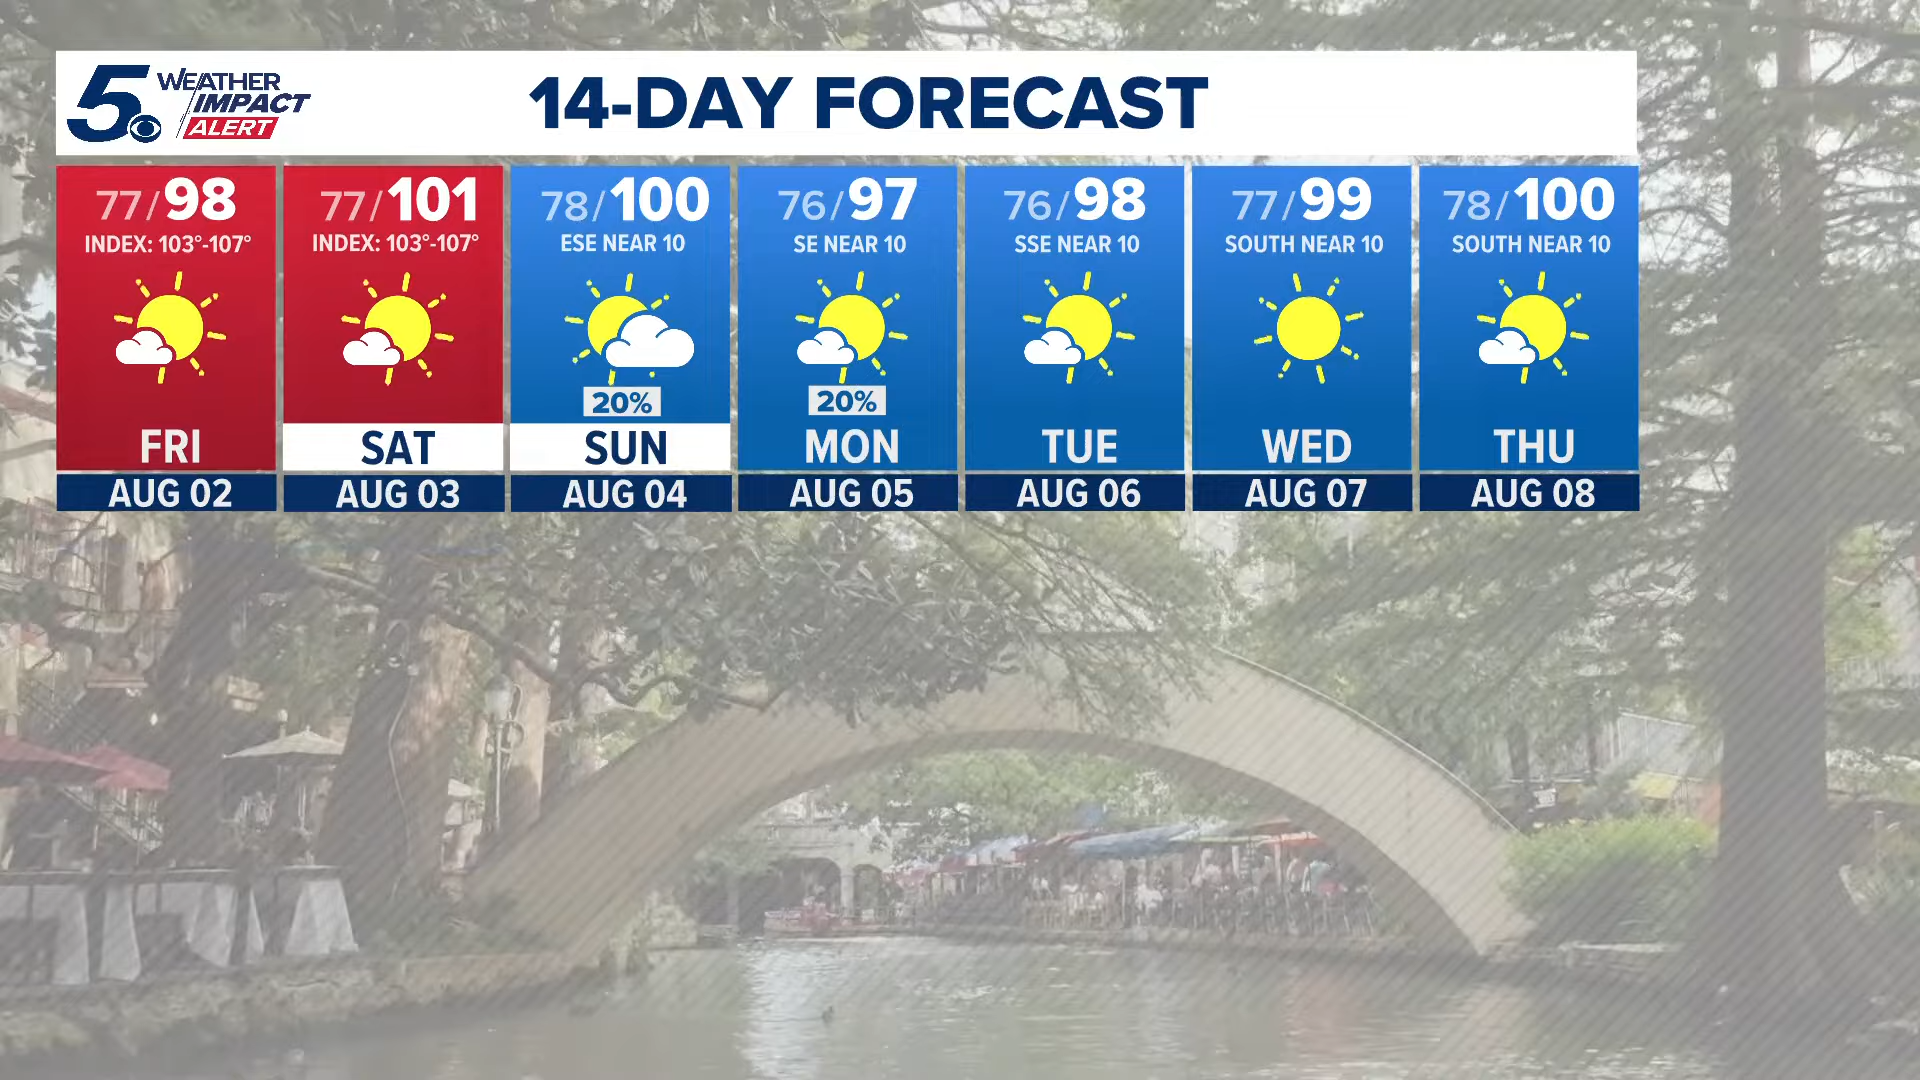 5 WEATHER
IMPACT
ALERT
14-DAY FORECAST
77/98
INDEX: 103°-107°
FRI
AUG 02
77/101
INDEX: 103°-107°
SAT
AUG 03
78/100
ESE NEAR 10
20%
SUN
AUG 04
76/97
SE NEAR 10
20%
MON
AUG 05
76/98
SSE NEAR 10
TUE
AUG 06
77/99
SOUTH NEAR 10
WED
AUG 07
78/100
SOUTH NEAR 10
THU
AUG 08